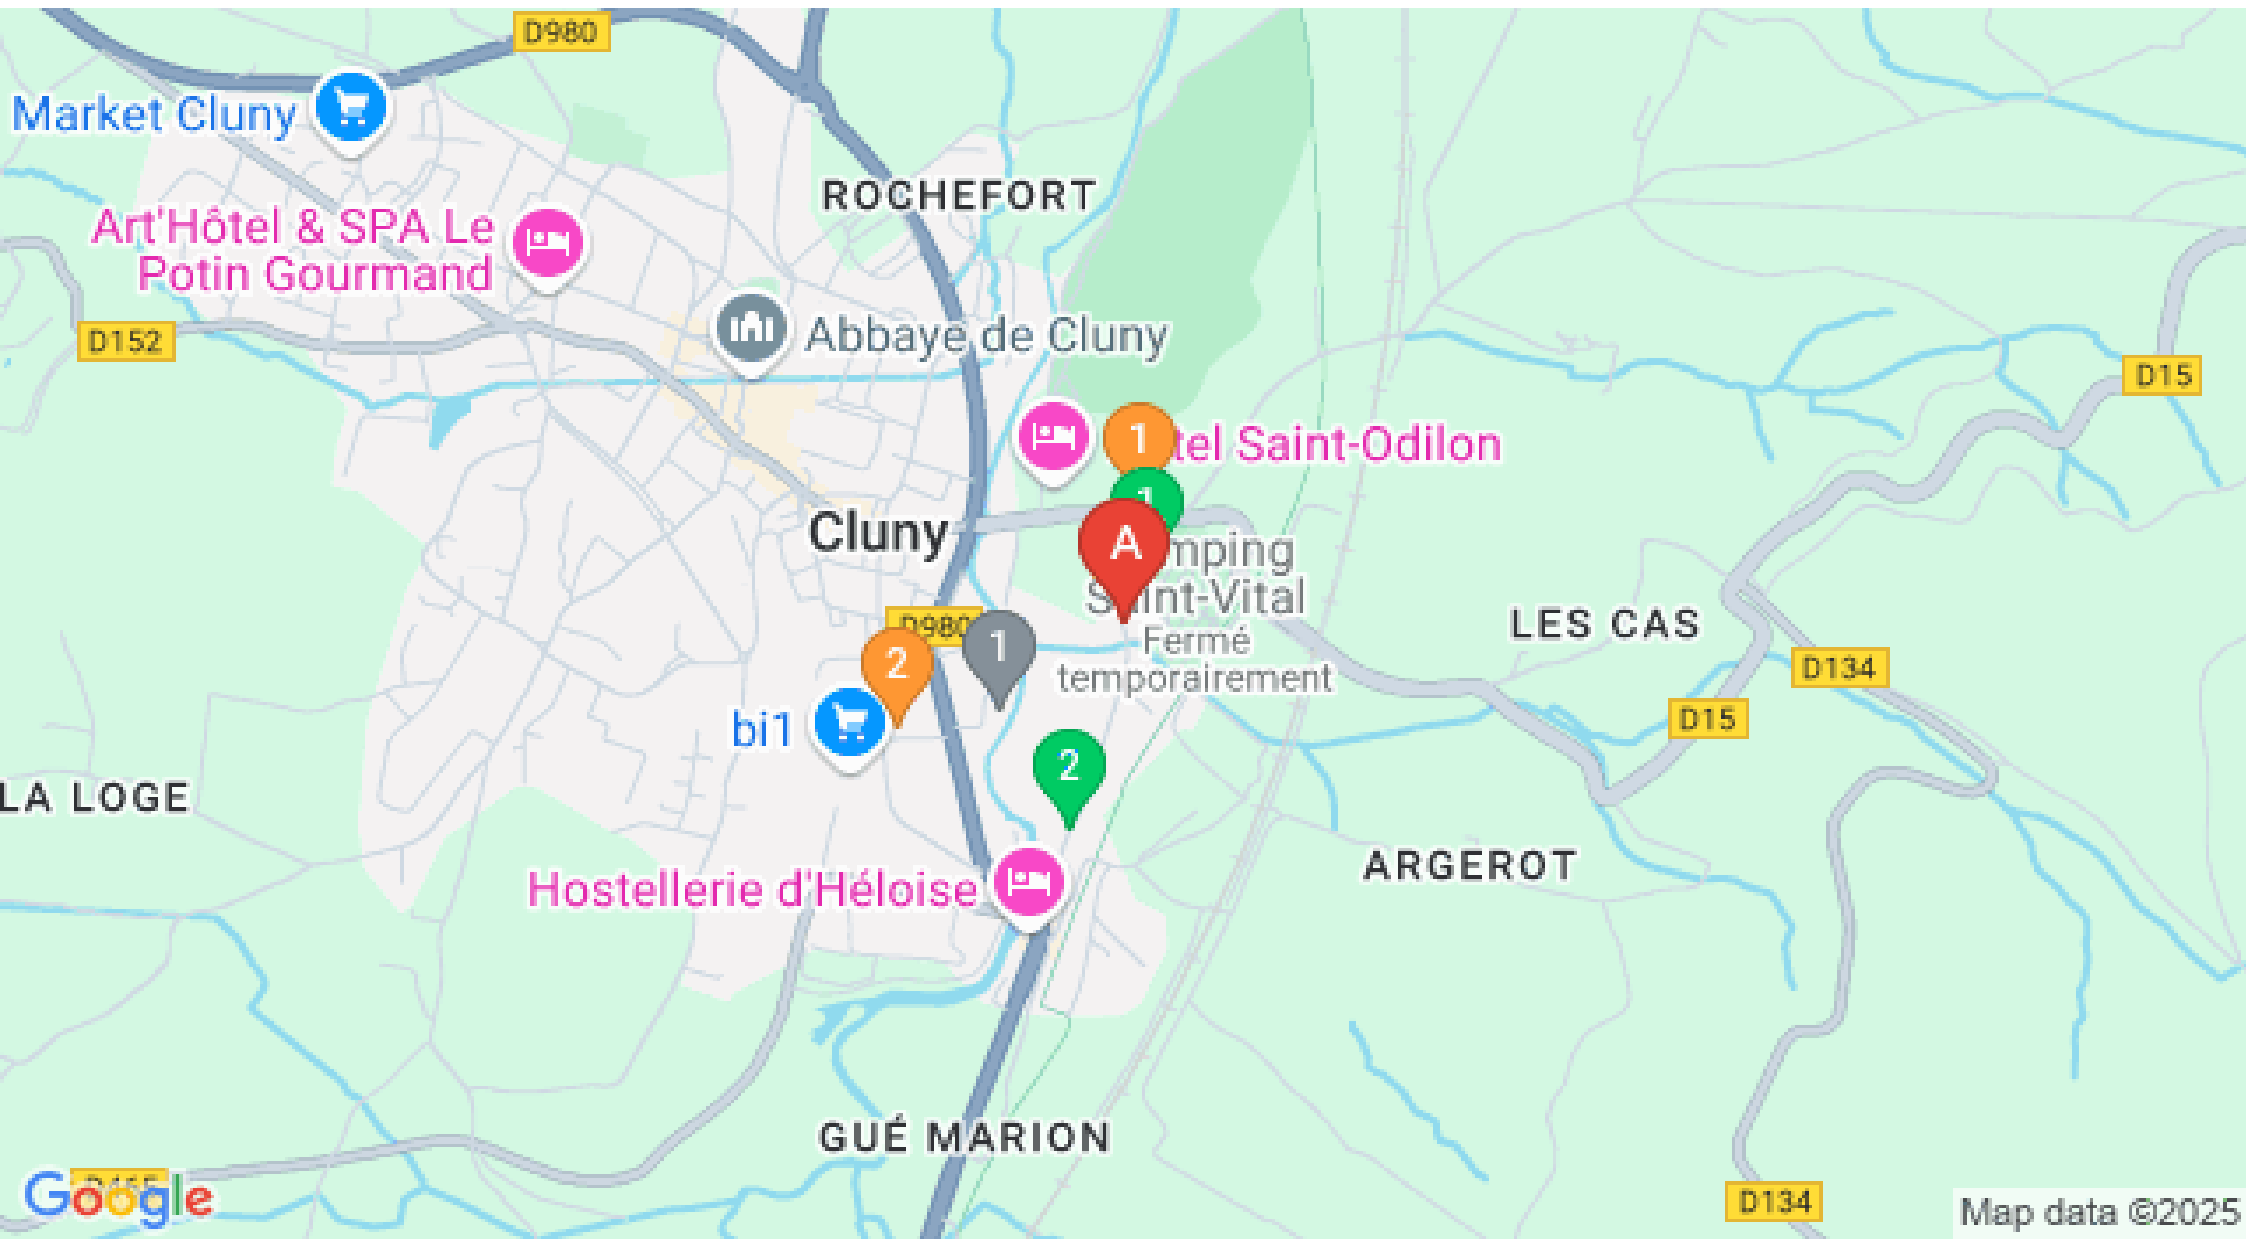 D980
Market Cluny
ROCHEFORT
Art'Hôtel & SPA Le
Potin Gourmand
D152
Abbaye de Cluny
D15
1
tel Saint-Odilon
1
Cluny
A
mping
Saint-Vital
Fermé
temporairement
LES CAS
D980
1
2
D134
D15
bi1
2
LA LOGE
ARGEROT
Hostellerie d'Héloise
GUÉ MARION
Google
D134
Map data ©2025